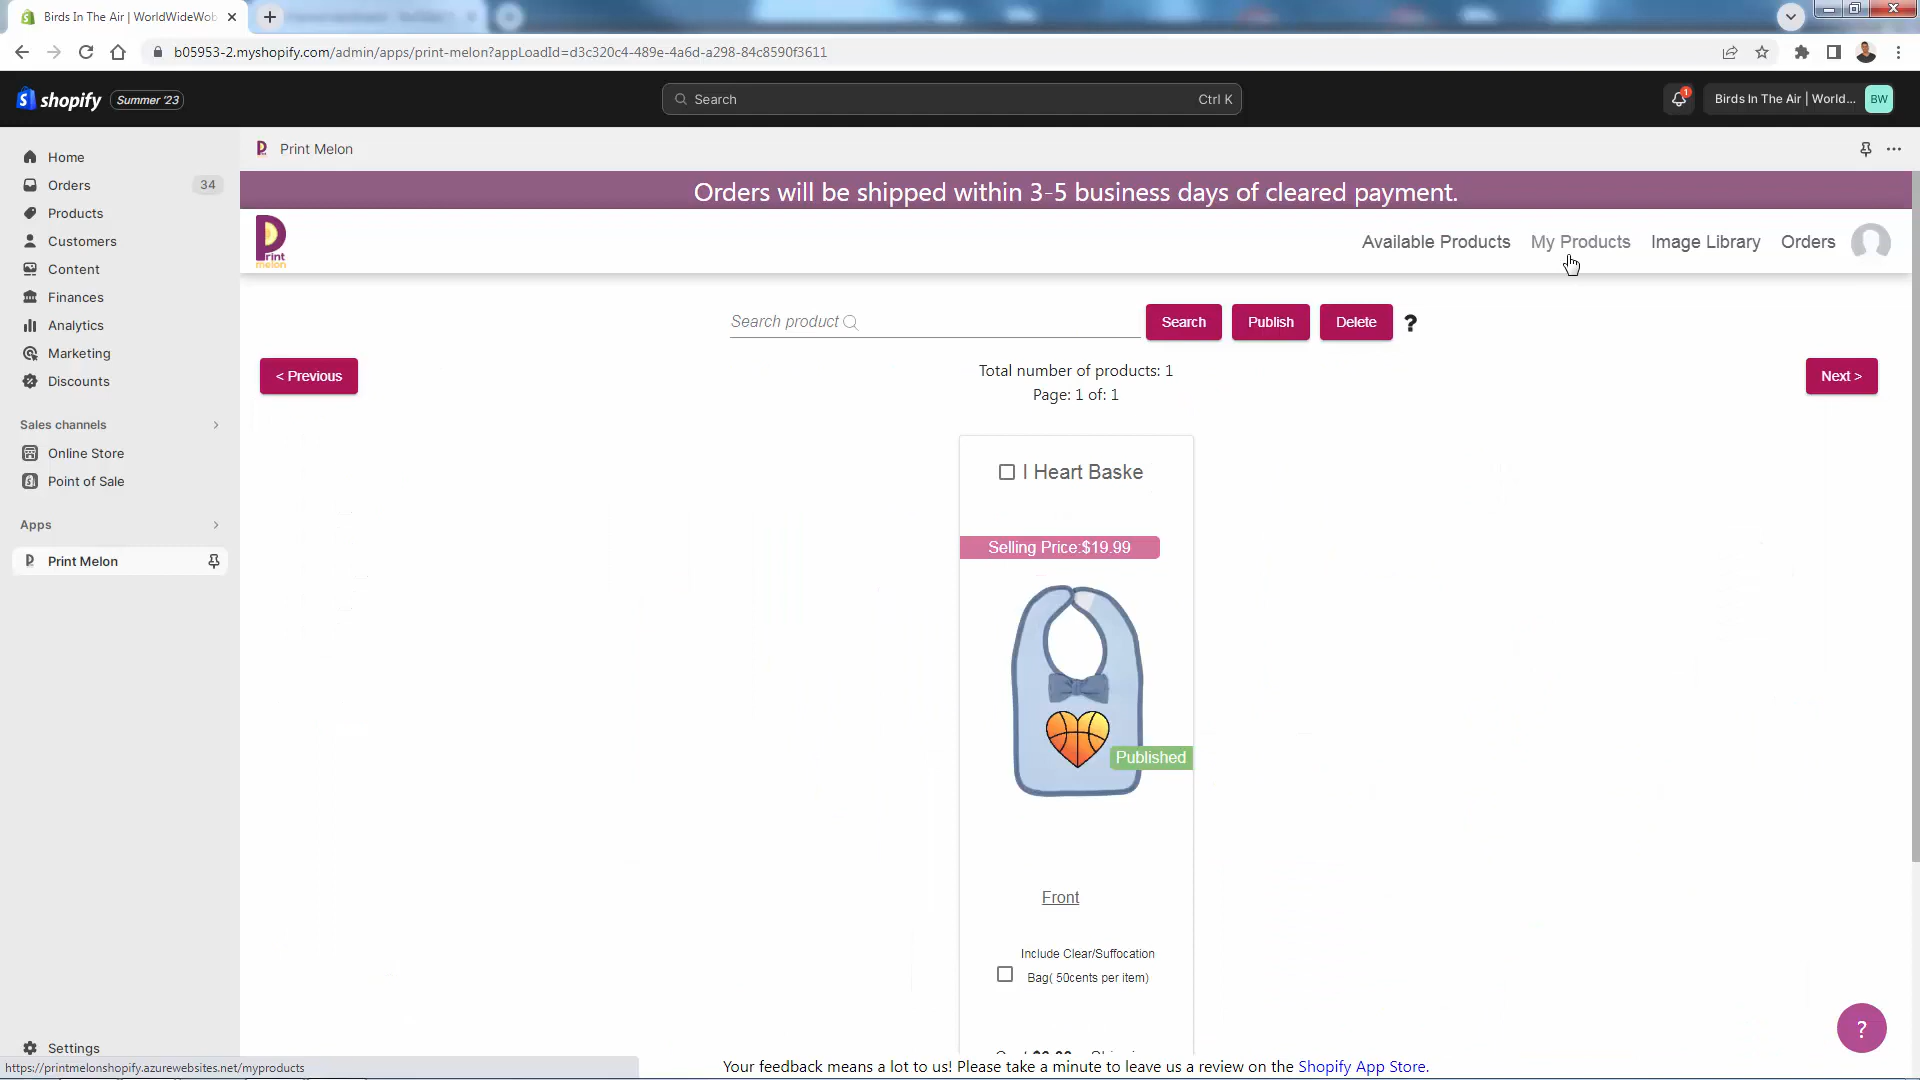 Birds In The Air | WorldWideWob
b05953-2.myshopify.com/admin/apps/print-melon?appLoadId=d3c320c4-489e-4a6d-a298-84c8590f3611
shopify Summer '23
Search Ctrl K
1
Birds In The Air | World... BW
Home
Orders 34
Products
Customers
Content
Finances
Analytics
Marketing
Discounts
Sales channels
Online Store
Point of Sale
Apps
Print Melon
Settings
Print Melon
Orders will be shipped within 3-5 business days of cleared payment.
Print
melon
Available Products My Products Image Library Orders
Search product Search Publish Delete ?
< Previous
Total number of products: 1
Page: 1 of: 1
Next >
I Heart Baske
Selling Price:$19.99
Published
Front
Include Clear/Suffocation
Bag( 50cents per item)
?
https://printmelonshopify.azurewebsites.net/myproducts
Your feedback means a lot to us! Please take a minute to leave us a review on the Shopify App Store.